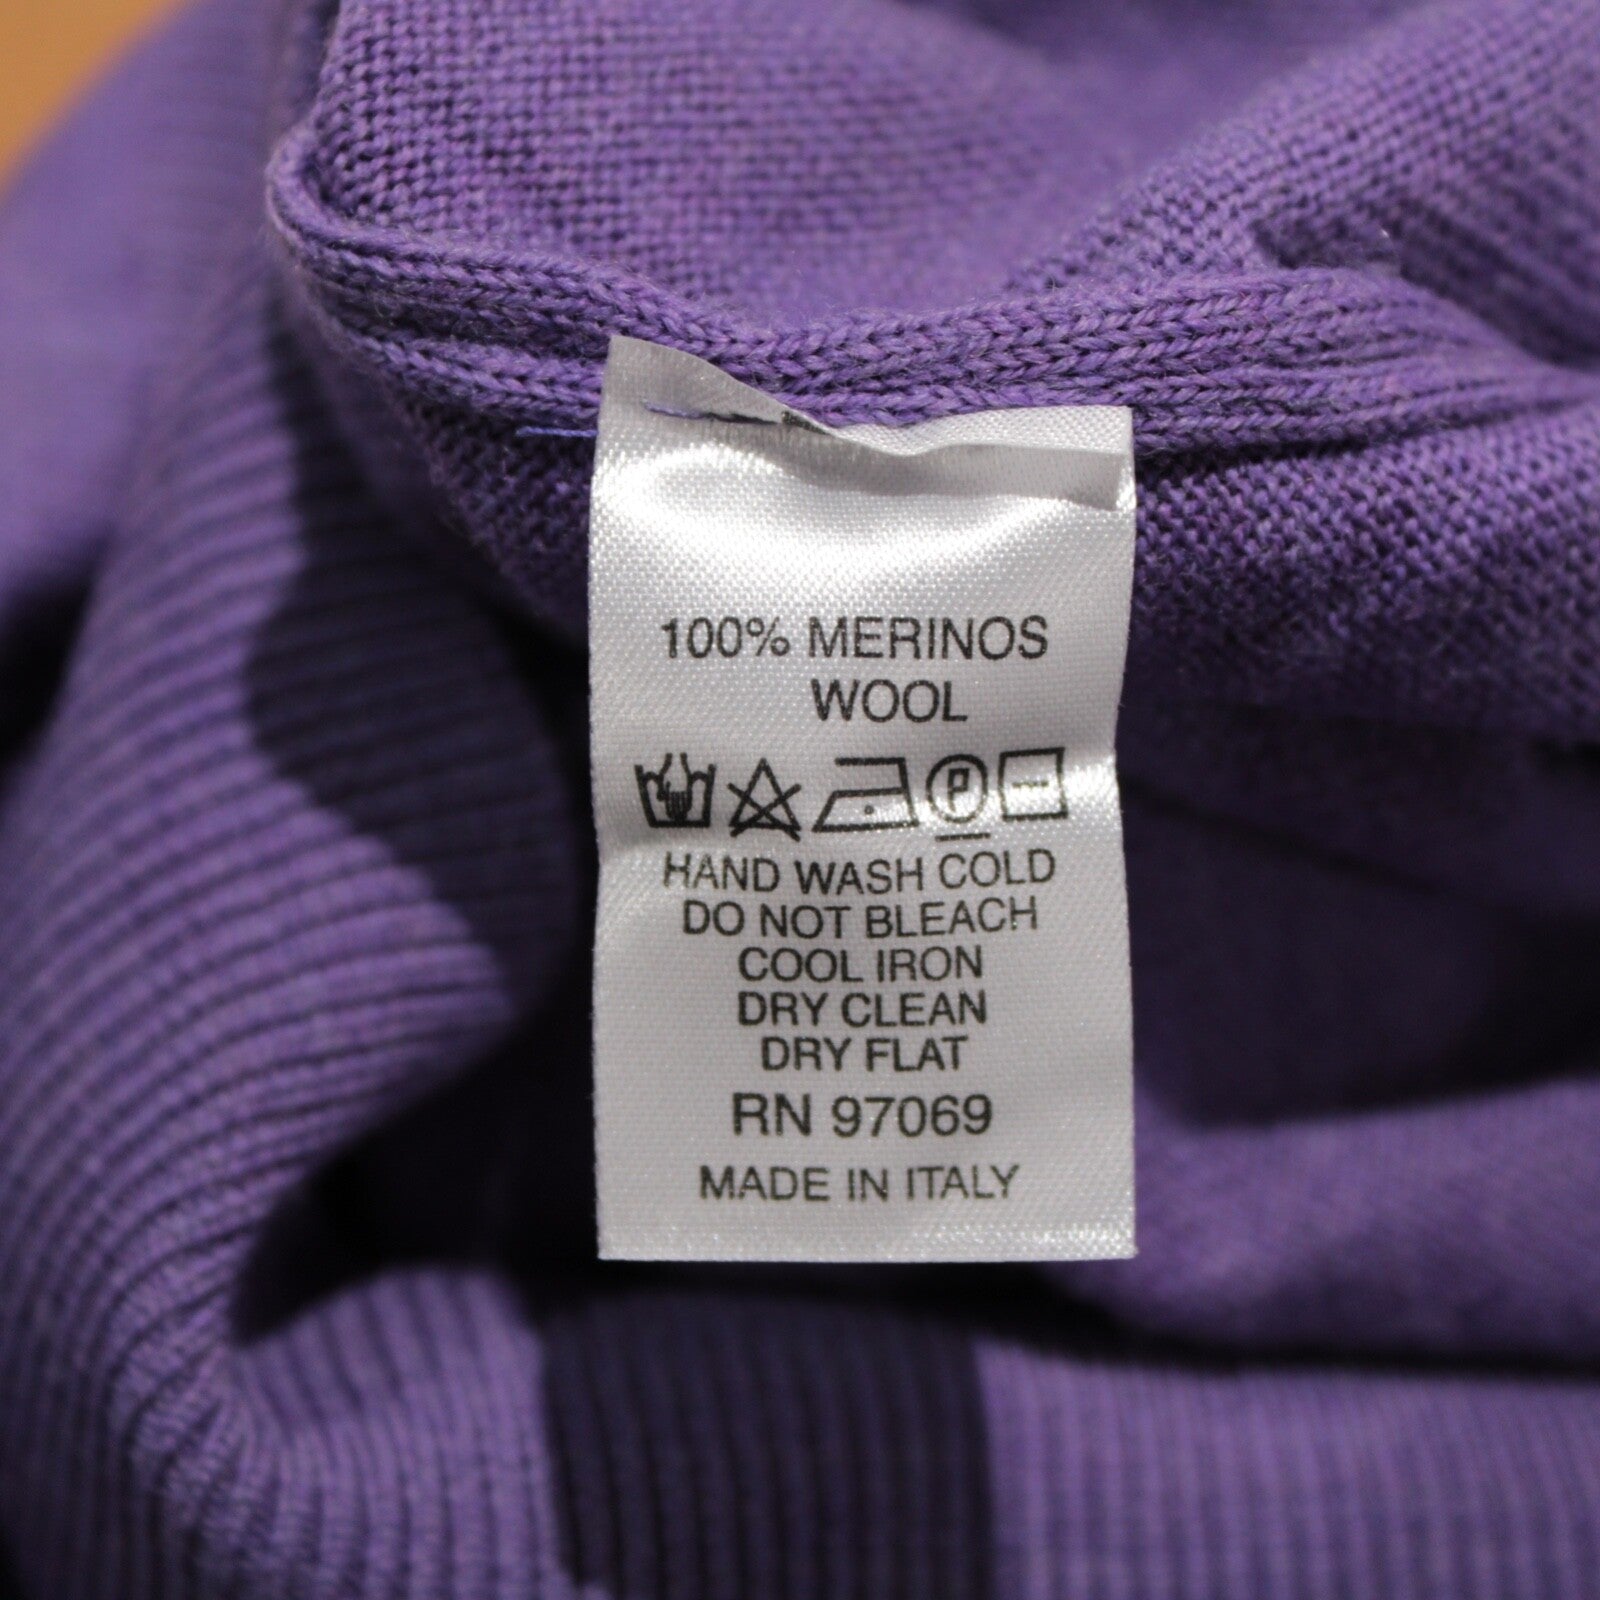 100% MERINOS
WOOL
P
HAND WASH COLD
DO NOT BLEACH
COOL IRON
DRY CLEAN
DRY FLAT
RN 97069
MADE IN ITALY